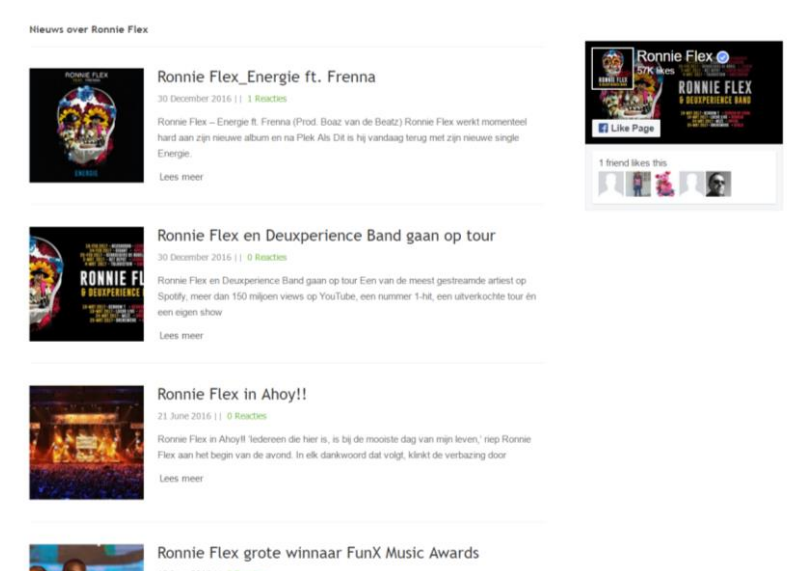 Nieuws over Ronnie Flex
RONNIE FLEX
ENERGIE
Ronnie Flex_Energie ft. Frenna
30 December 2016 || 1 Reacties
Ronnie Flex – Energie ft. Frenna (Prod. Boaz van de Beatz) Ronnie Flex werkt momenteel
hard aan zijn nieuwe album en na Plek Als Dit is hij vandaag terug met zijn nieuwe single
Energie.
Lees meer
RONNIE FL
& DEUXPERIENCE
Ronnie Flex en Deuxperience Band gaan op tour
30 December 2016 || 0 Reacties
Ronnie Flex en Deuxperience Band gaan op tour Een van de meest gestreamde artiest op
Spotify, meer dan 150 miljoen views op YouTube, een nummer 1-hit, een uitverkochte tour én
een eigen show
Lees meer
Ronnie Flex in Ahoy!!
21 June 2016 || 0 Reacties
Ronnie Flex in Ahoy!! 'Iedereen die hier is, is bij de mooiste dag van mijn leven,' riep Ronnie
Flex aan het begin van de avond. In elk dankwoord dat volgt, klinkt de verbazing door
Lees meer
Ronnie Flex grote winnaar FunX Music Awards
Ronnie Flex
57K likes
RONNIE FLEX
& DEUXPERIENCE BAND
Like Page
1 friend likes this